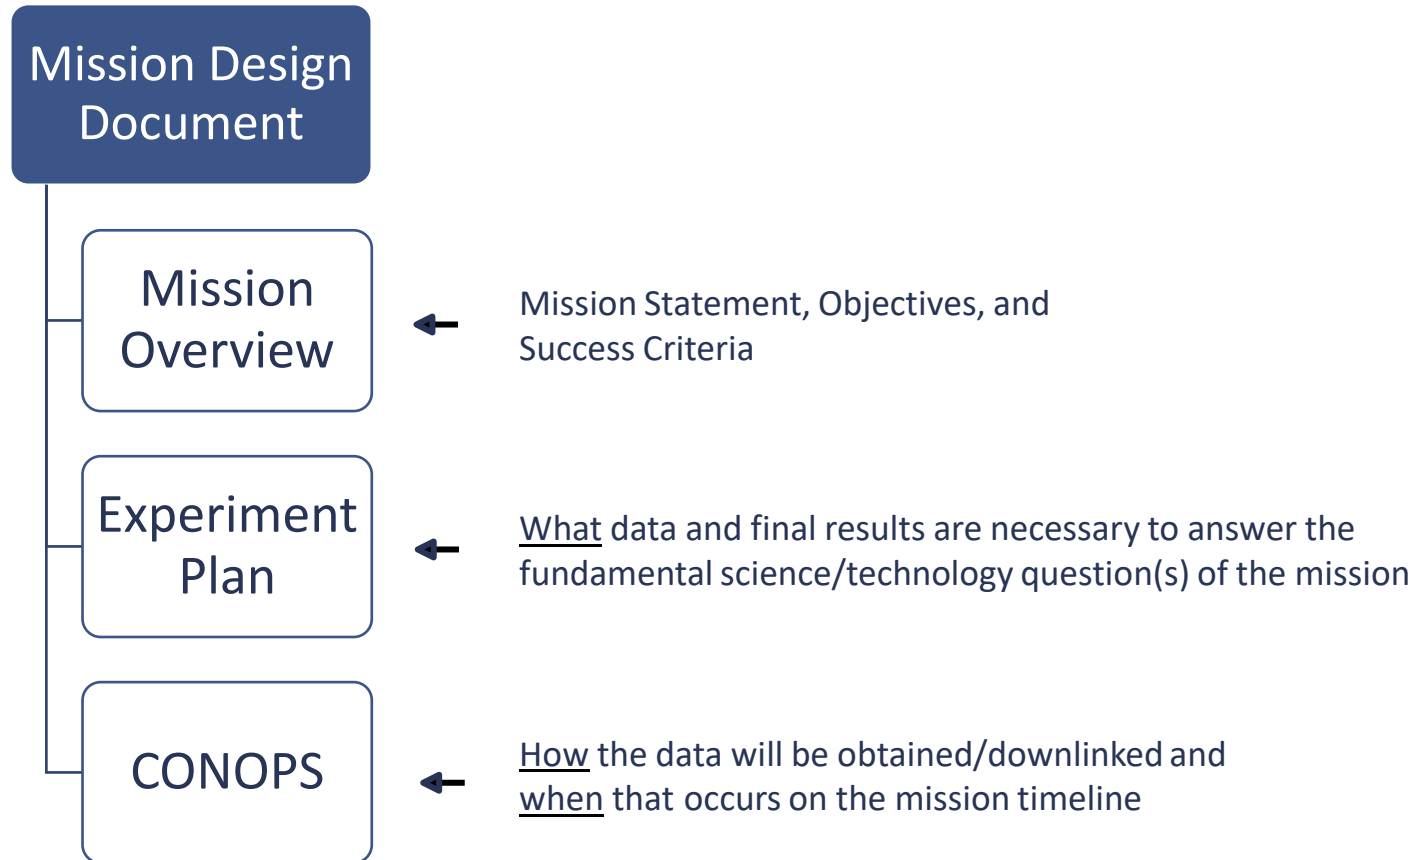 Mission Design
Document
Mission
Overview
Mission Statement, Objectives, and
Success Criteria
Experiment
Plan
What data and final results are necessary to answer the
fundamental science/technology question(s) of the mission
CONOPS
How the data will be obtained/downlinked and
when that occurs on the mission timeline